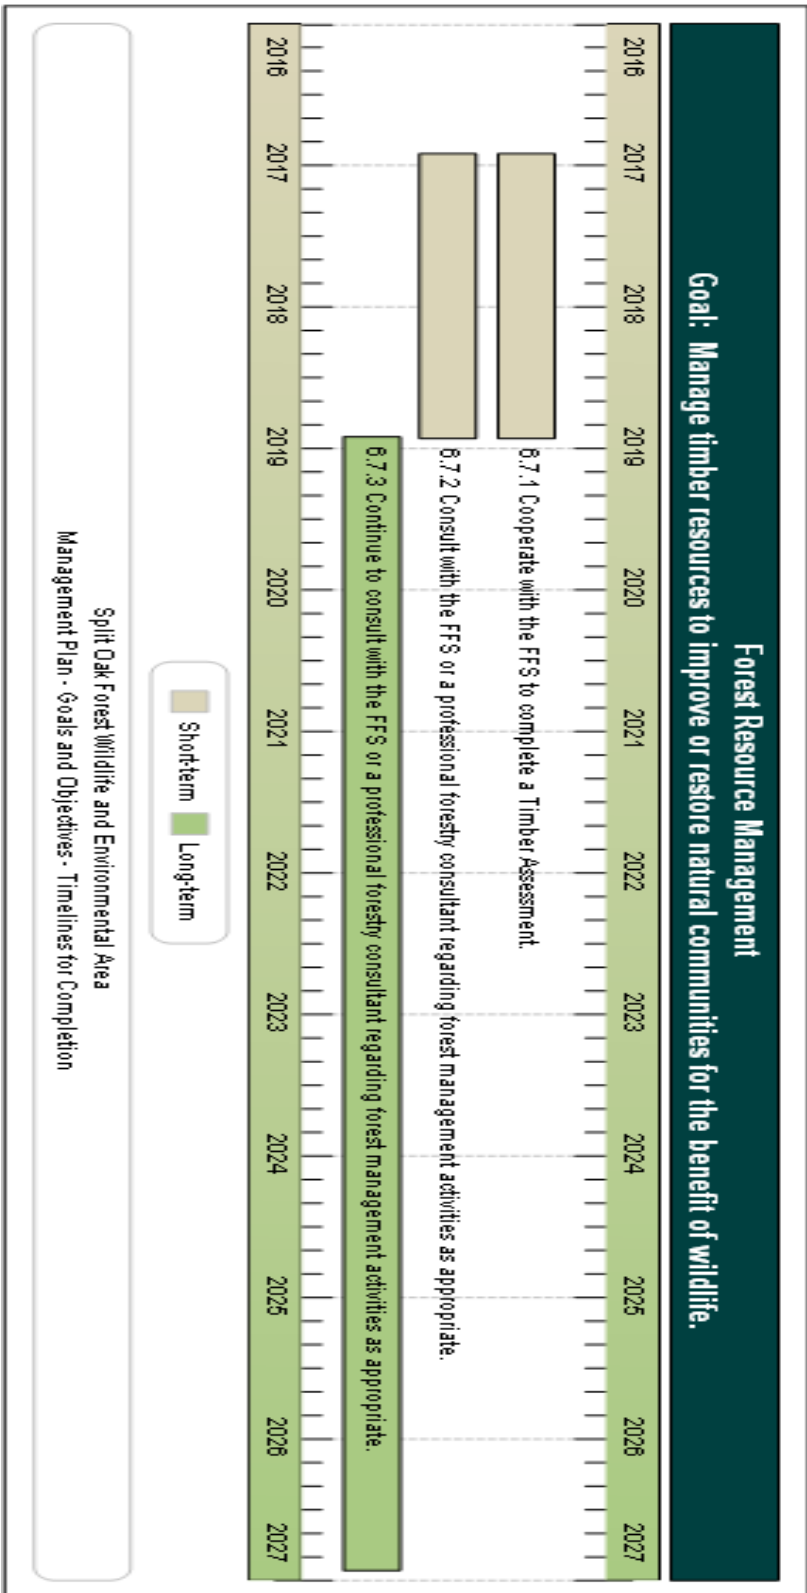 Forest Resource Management
Goal: Manage timber resources to improve or restore natural communities for the benefit of wildlife.
2016 2017 2018 2019 2020 2021 2022 2023 2024 2025 2026 2027
6.7.1 Cooperate with the FFS to complete a Timber Assessment.
6.7.2 Consult with the FFS or a professional forestry consultant regarding forest management activities as appropriate.
6.7.3 Continue to consult with the FFS or a professional forestry consultant regarding forest management activities as appropriate.
2016 2017 2018 2019 2020 2021 2022 2023 2024 2025 2026 2027
Short-term Long-term
Split Oak Forest Wildlife and Environmental Area
Management Plan - Goals and Objectives - Timelines for Completion